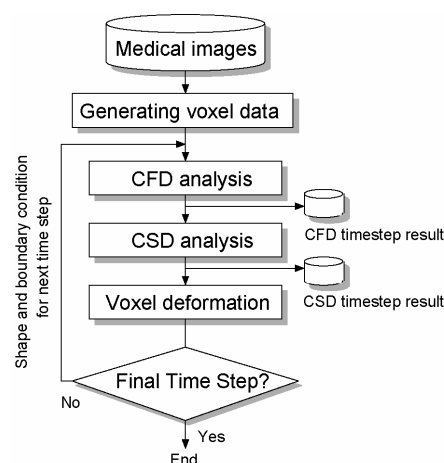 Medical images
Generating voxel data
Shape and boundary condition
for next time step
CFD analysis
CFD timestep result
CSD analysis
CSD timestep result
Voxel deformation
Final Time Step?
No
Yes
End